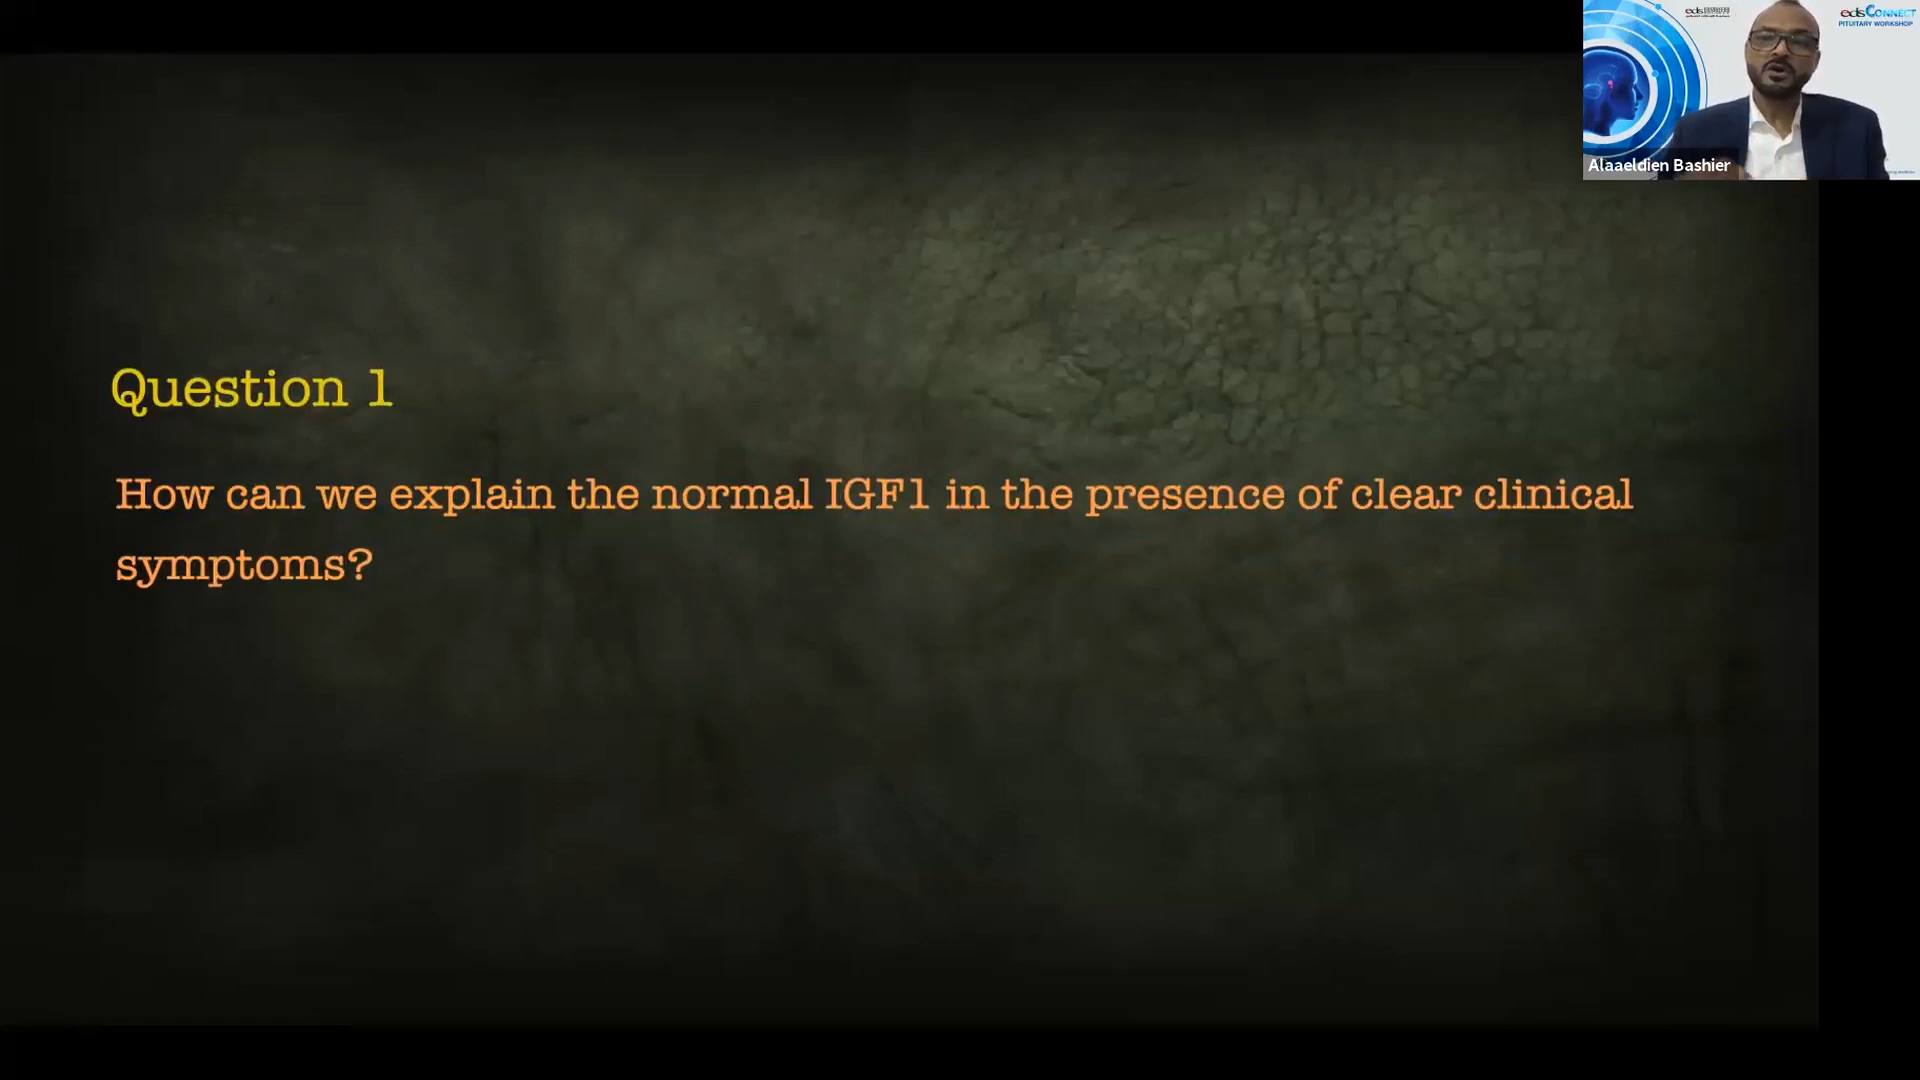 edsCONNECT
PITUITARY WORKSHOP
Alaaeldien Bashier
Question 1
How can we explain the normal IGF1 in the presence of clear clinical
symptoms?